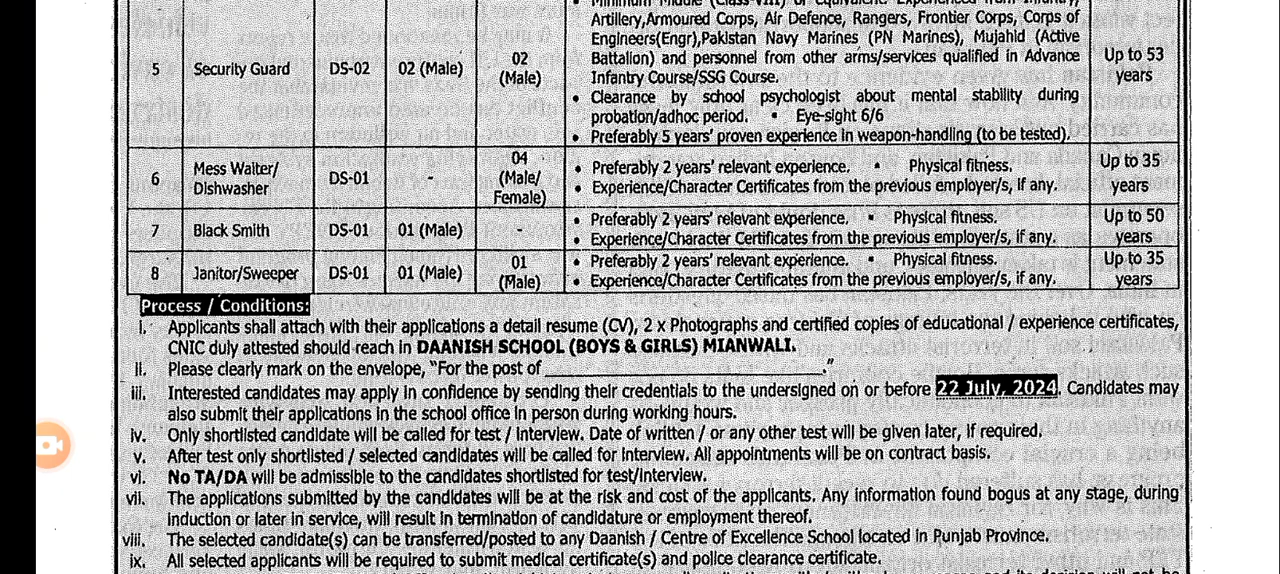 Minimum Middle (Class-VIII) or Equivalent. Experienced from Infantry,
Artillery,Armoured Corps, Air Defence, Rangers, Frontier Corps, Corps of
Engineers(Engr),Pakistan Navy Marines (PN Marines), Mujahid (Active
Battalion) and personnel from other arms/services qualified in Advance
Infantry Course/SSG Course.
• Clearance by school psychologist about mental stability during
probation/adhoc period. • Eye-sight 6/6
• Preferably 5 years' proven experience in weapon-handling (to be tested).
5 Security Guard DS-02 02 (Male) 02 (Male) Up to 53 years
6 Mess Waiter/ Dishwasher DS-01 - 04 (Male/ Female)
• Preferably 2 years' relevant experience. • Physical fitness.
• Experience/Character Certificates from the previous employer/s, if any.
Up to 35 years
7 Black Smith DS-01 01 (Male) -
• Preferably 2 years' relevant experience. • Physical fitness.
• Experience/Character Certificates from the previous employer/s, if any.
Up to 50 years
8 Janitor/Sweeper DS-01 01 (Male) 01 (Male)
• Preferably 2 years' relevant experience. • Physical fitness.
• Experience/Character Certificates from the previous employer/s, if any.
Up to 35 years
Process / Conditions:
i. Applicants shall attach with their applications a detail resume (CV), 2 x Photographs and certified copies of educational / experience certificates,
CNIC duly attested should reach in DAANISH SCHOOL (BOYS & GIRLS) MIANWALI.
ii. Please clearly mark on the envelope, "For the post of ____________."
iii. Interested candidates may apply in confidence by sending their credentials to the undersigned on or before 22 July, 2024. Candidates may
also submit their applications in the school office in person during working hours.
iv. Only shortlisted candidate will be called for test / Interview. Date of written / or any other test will be given later, if required.
v. After test only shortlisted / selected candidates will be called for Interview. All appointments will be on contract basis.
vi. No TA/DA will be admissible to the candidates shortlisted for test/interview.
vii. The applications submitted by the candidates will be at the risk and cost of the applicants. Any information found bogus at any stage, during
induction or later in service, will result in termination of candidature or employment thereof.
viii. The selected candidate(s) can be transferred/posted to any Daanish / Centre of Excellence School located in Punjab Province.
ix. All selected applicants will be required to submit medical certificate(s) and police clearance certificate.